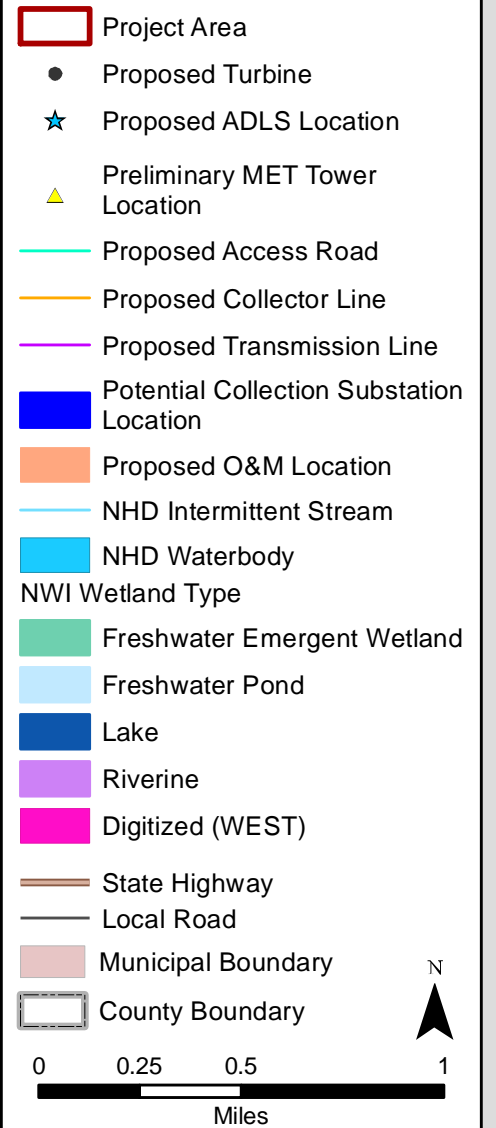 Project Area
Proposed Turbine
Proposed ADLS Location
Preliminary MET Tower
Location
Proposed Access Road
Proposed Collector Line
Proposed Transmission Line
Potential Collection Substation
Location
Proposed O&M Location
NHD Intermittent Stream
NHD Waterbody
NWI Wetland Type
Freshwater Emergent Wetland
Freshwater Pond
Lake
Riverine
Digitized (WEST)
State Highway
Local Road
Municipal Boundary
N
County Boundary
0 0.25 0.5 1
Miles